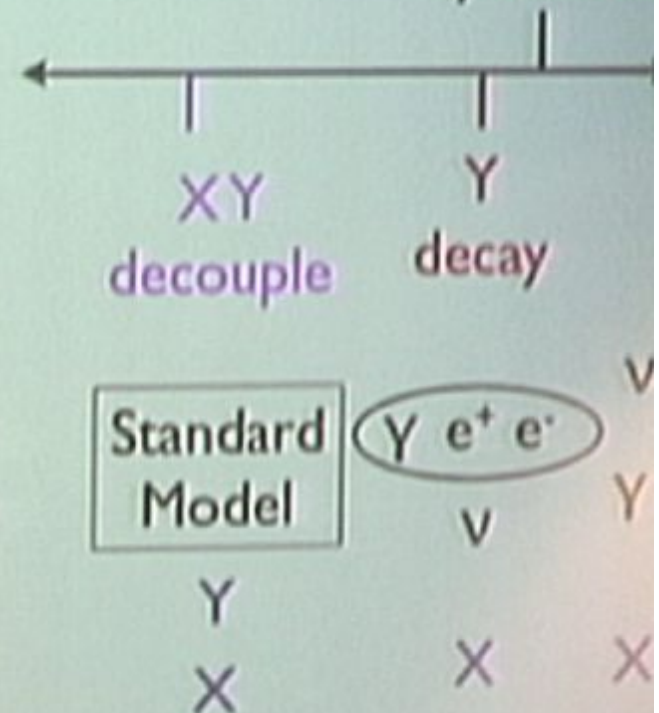 XY
decouple
Y
decay
Standard
Model
γ e⁺ e⁻
ν
Y
X
X
ν
γ
X